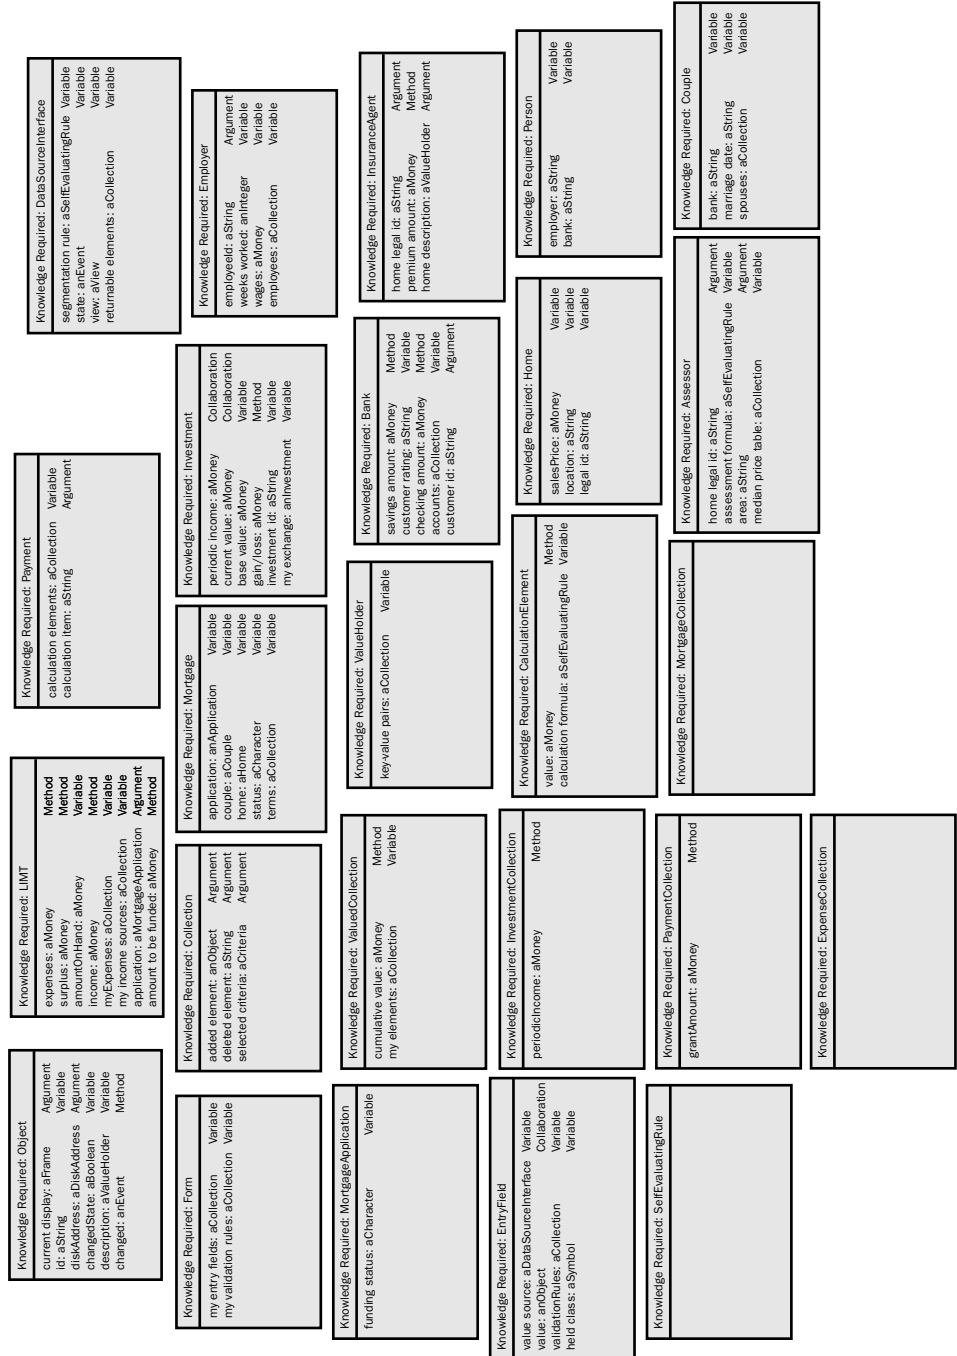 Knowledge Required: Object
current display: aFrame Argument
id: aString Variable
diskAddress: aDiskAddress Argument
changedState: aBoolean Variable
description: aValueHolder Variable
changed: anEvent Method
Knowledge Required: LIMT
expenses: aMoney Method
surplus: aMoney Method
amountOnHand: aMoney Variable
income: aMoney Method
myExpenses: aCollection Variable
my income sources: aCollection Variable
application: aMortgageApplication Argument
amount to be funded: aMoney Method
Knowledge Required: Payment
calculation elements: aCollection Variable
calculation item: aString Argument
Knowledge Required: DataSourceInterface
segmentation rule: aSelfEvaluatingRule Variable
state: anEvent Variable
view: aView Variable
returnable elements: aCollection Variable
Knowledge Required: Form
my entry fields: aCollection Variable
my validation rules: aCollection Variable
Knowledge Required: Collection
added element: anObject Argument
deleted element: aString Argument
selected criteria: aCriteria Argument
Knowledge Required: Mortgage
application: anApplication Variable
couple: aCouple Variable
home: aHome Variable
status: aCharacter Variable
terms: aCollection Variable
Knowledge Required: Investment
periodic income: aMoney Collaboration
current value: aMoney Collaboration
base value: aMoney Variable
gain/loss: aMoney Method
investment id: aString Variable
my exchange: anInvestment Variable
Knowledge Required: Employer
employeeId: aString Argument
weeks worked: anInteger Variable
wages: aMoney Variable
employees: aCollection Variable
Knowledge Required: MortgageApplication
funding status: aCharacter Variable
Knowledge Required: ValuedCollection
cumulative value: aMoney Method
my elements: aCollection Variable
Knowledge Required: ValueHolder
key-value pairs: aCollection Variable
Knowledge Required: Bank
savings amount: aMoney Method
customer rating: aString Variable
checking amount: aMoney Method
accounts: aCollection Variable
customer id: aString Argument
Knowledge Required: InsuranceAgent
home legal id: aString Argument
premium amount: aMoney Method
home description: aValueHolder Argument
Knowledge Required: EntryField
value source: aDataSourceInterface Variable
value: anObject Collaboration
validationRules: aCollection Variable
held class: aSymbol Variable
Knowledge Required: InvestmentCollection
periodicIncome: aMoney Method
Knowledge Required: CalculationElement
value: aMoney Method
calculation formula: aSelfEvaluatingRule Variable
Knowledge Required: Home
salesPrice: aMoney Variable
location: aString Variable
legal id: aString Variable
Knowledge Required: Person
employer: aString Variable
bank: aString Variable
Knowledge Required: SelfEvaluatingRule
Knowledge Required: PaymentCollection
grantAmount: aMoney Method
Knowledge Required: MortgageCollection
Knowledge Required: Assessor
home legal id: aString Argument
assessment formula: aSelfEvaluatingRule Variable
area: aString Argument
median price table: aCollection Variable
Knowledge Required: Couple
bank: aString Variable
marriage date: aString Variable
spouses: aCollection Variable
Knowledge Required: ExpenseCollection